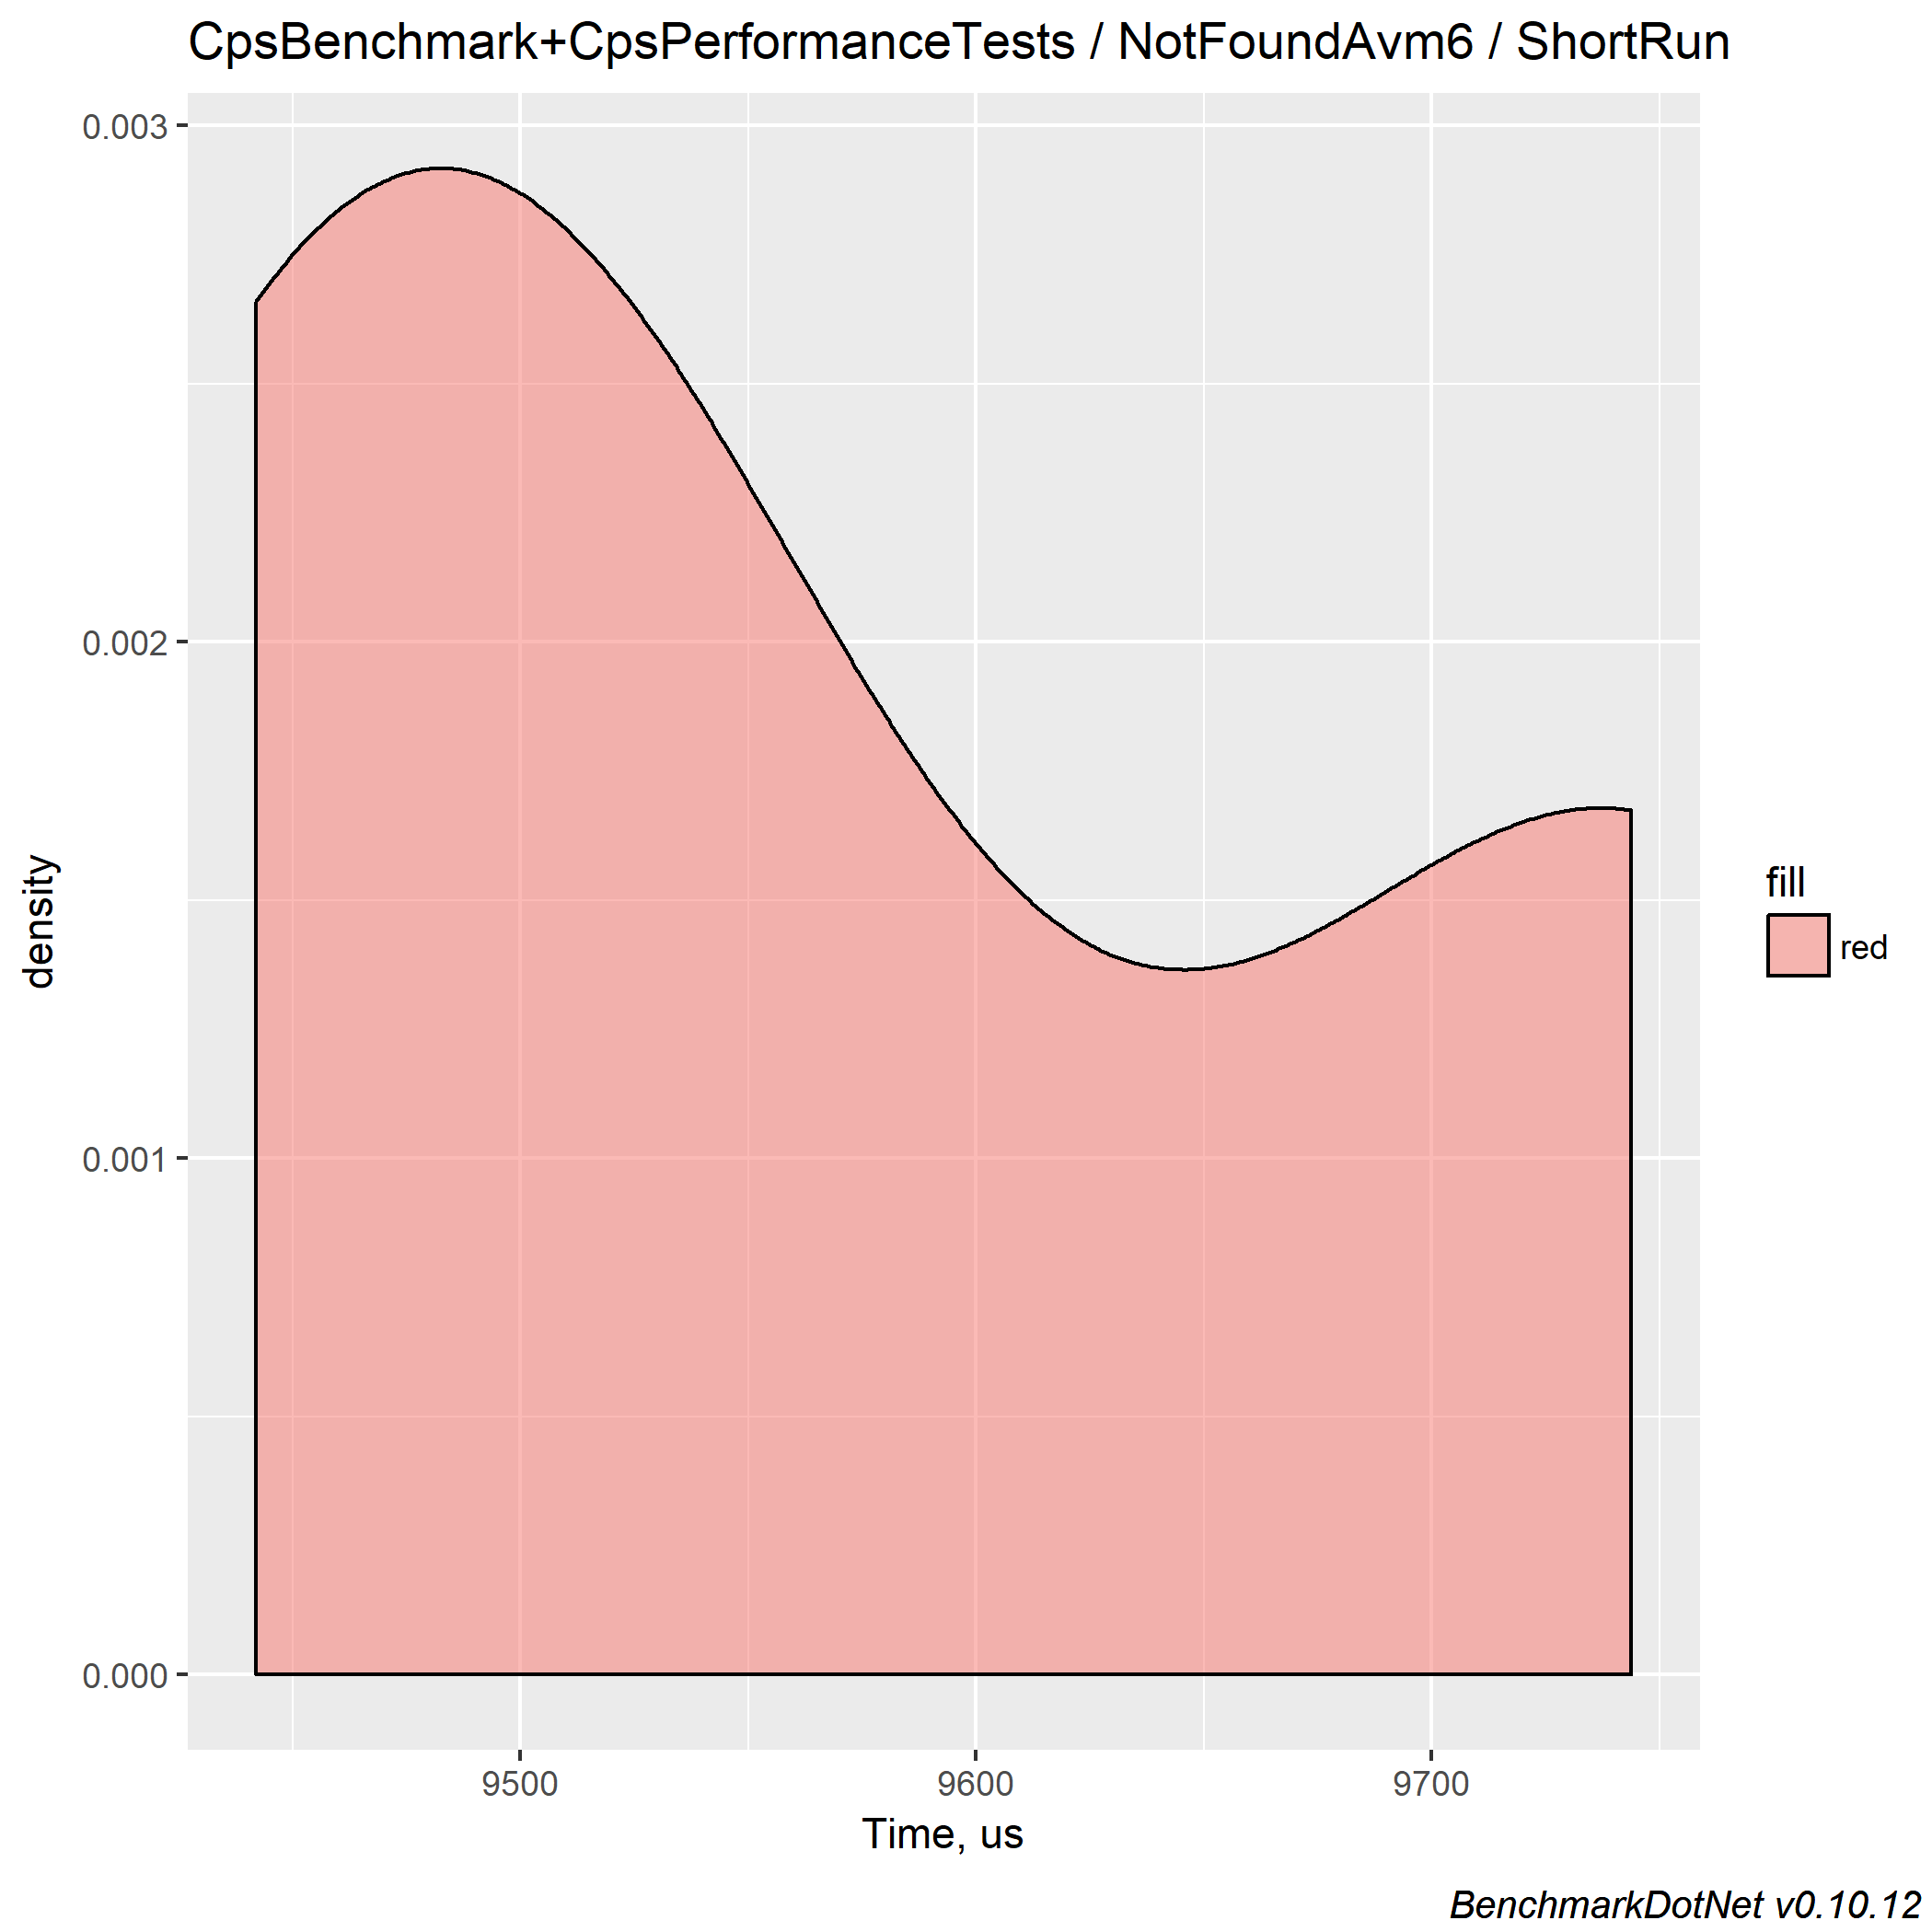 CpsBenchmark+CpsPerformanceTests / NotFoundAvm6 / ShortRun
0.003
0.002
0.001
0.000
density
9500 9600 9700
Time, us
fill
red
BenchmarkDotNet v0.10.12